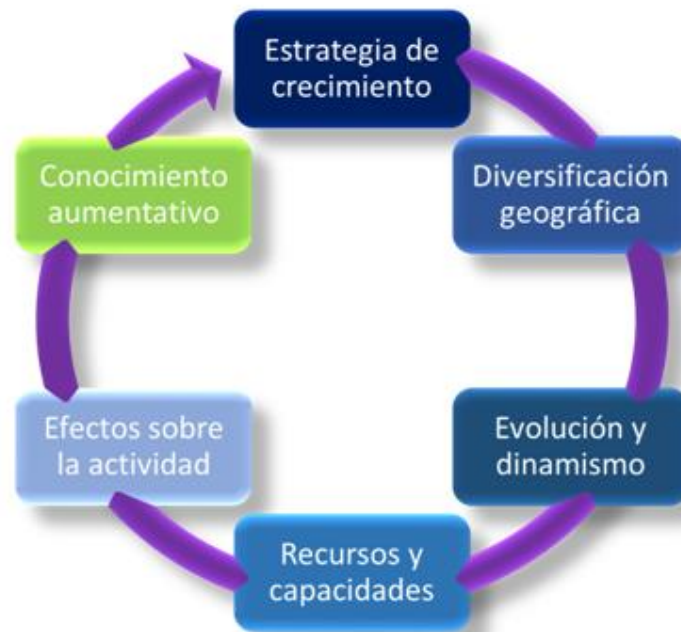 Estrategia de
crecimiento
Diversificación
geográfica
Evolución y
dinamismo
Recursos y
capacidades
Efectos sobre
la actividad
Conocimiento
aumentativo